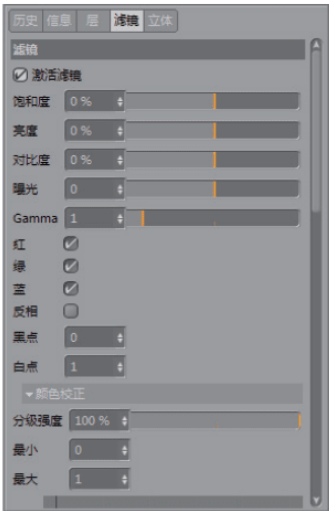 历史 信息 层 滤镜 立体
滤镜
激活滤镜
饱和度 0 %
亮度 0 %
对比度 0 %
曝光 0
Gamma 1
红
绿
蓝
反相
黑点 0
白点 1
颜色校正
分级强度 100 %
最小 0
最大 1